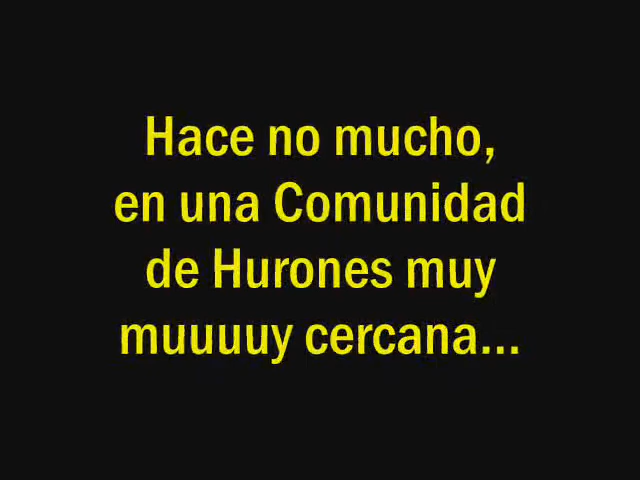 Hace no mucho,
en una Comunidad
de Hurones muy
muuuuy cercana...